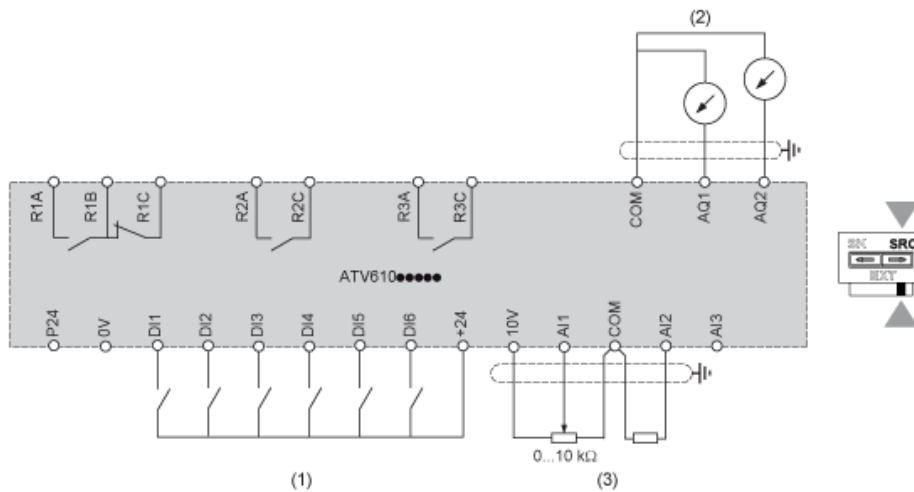 (2)
R1A R1B R1C R2A R2C R3A R3C COM AQ1 AQ2
SK SRC
EXT
ATV610●●●●●
P24 0V DI1 DI2 DI3 DI4 DI5 DI6 +24 10V AI1 COM AI2 AI3
0...10 kΩ
(1) (3)